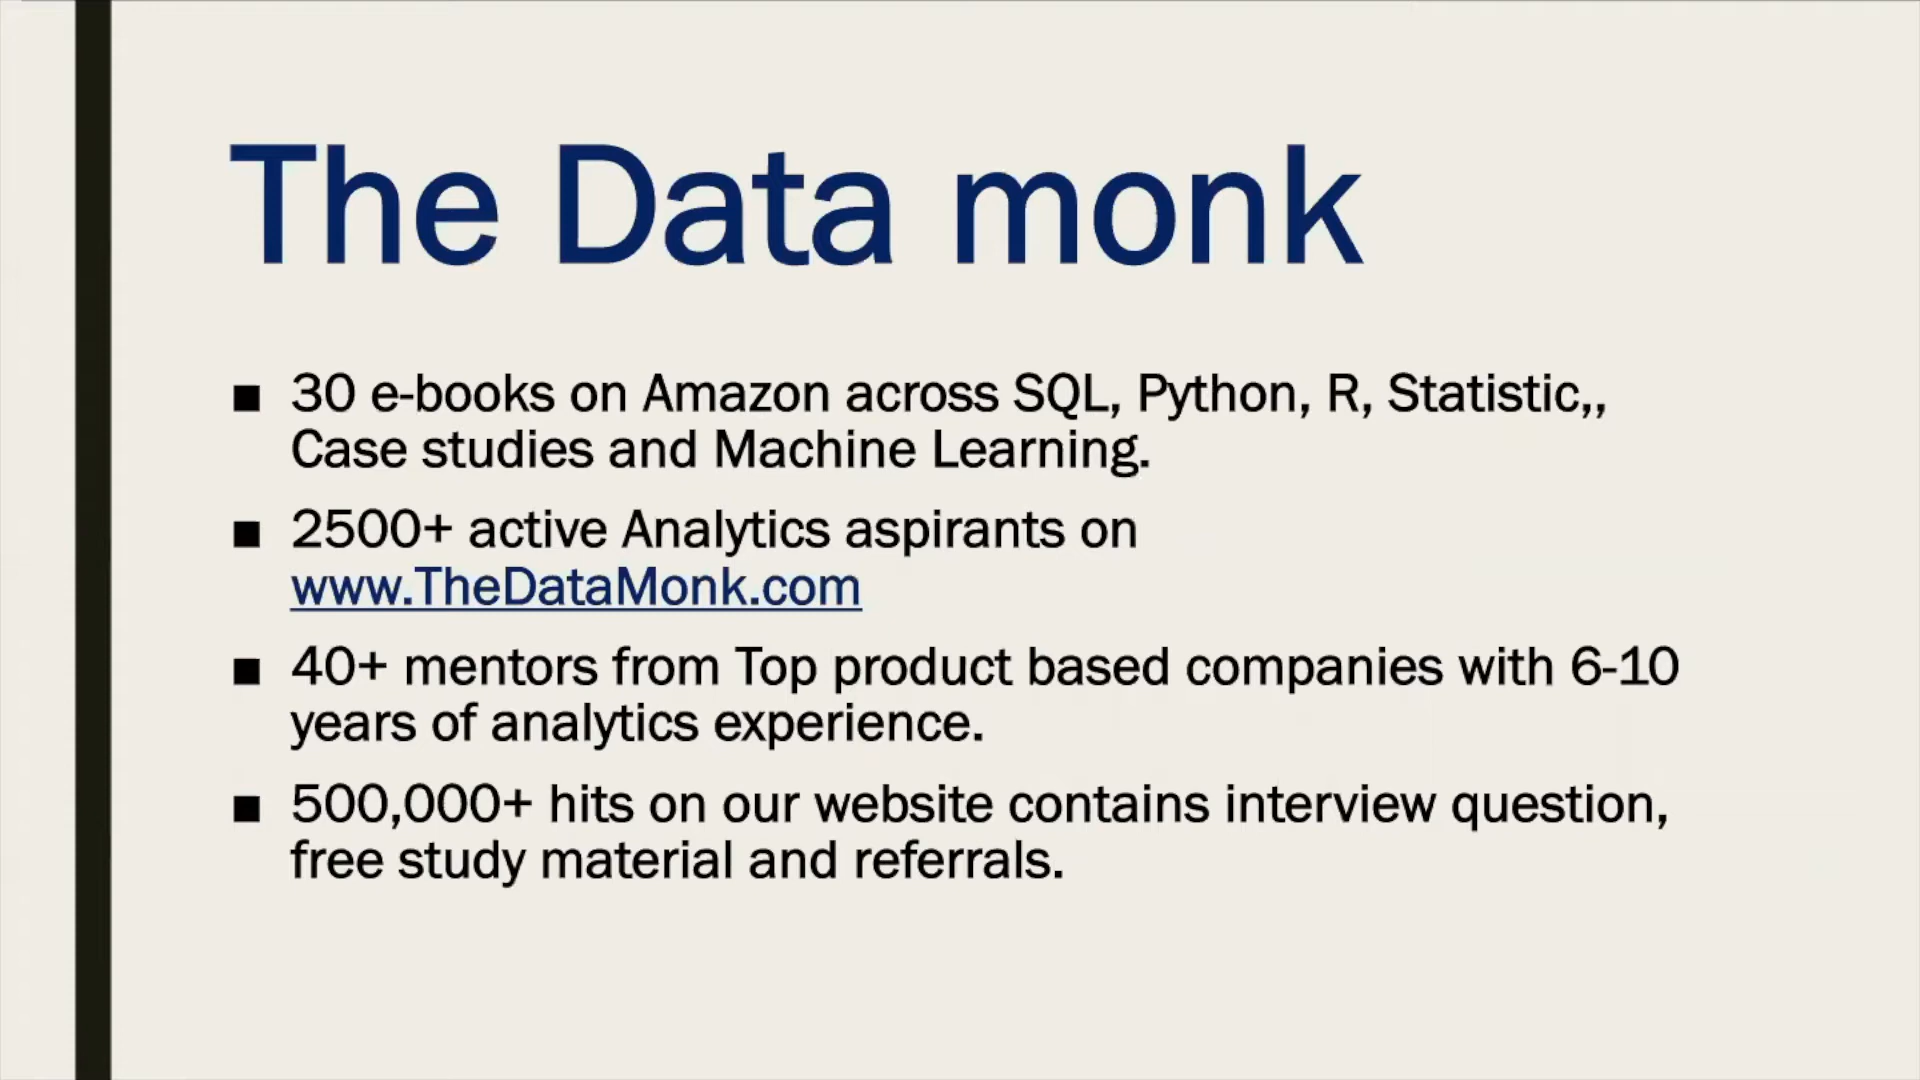 The Data monk
■ 30 e-books on Amazon across SQL, Python, R, Statistic,,
Case studies and Machine Learning.
■ 2500+ active Analytics aspirants on
www.TheDataMonk.com
■ 40+ mentors from Top product based companies with 6-10
years of analytics experience.
■ 500,000+ hits on our website contains interview question,
free study material and referrals.